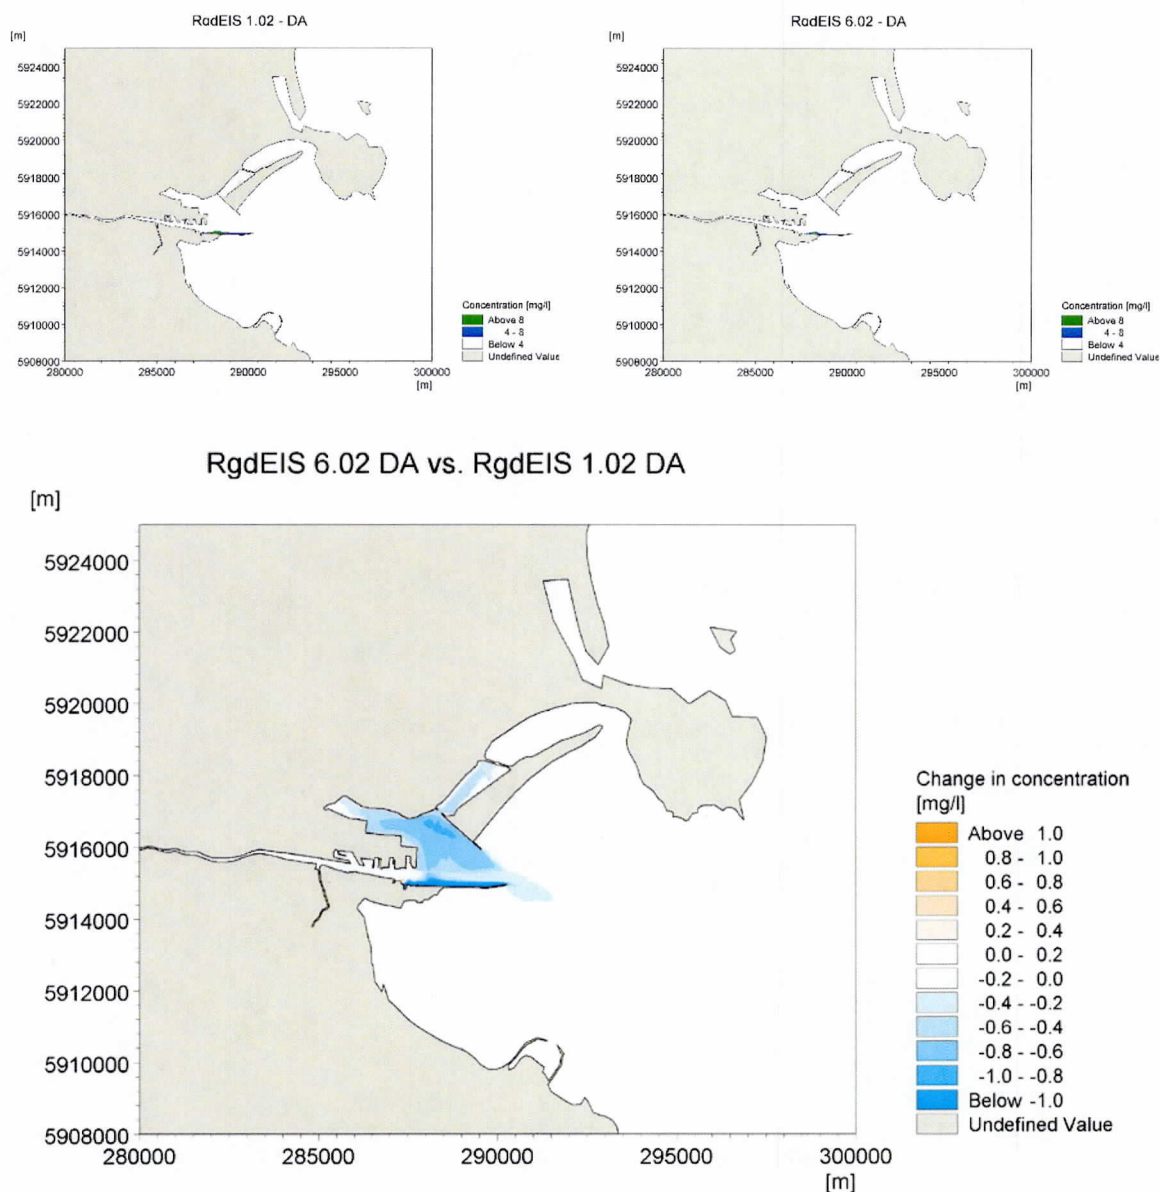 RgdEIS 1.02 - DA
[m]
5924000
5922000
5920000
5918000
5916000
5914000
5912000
5910000
5908000
280000 285000 290000 295000 300000
[m]
Concentration [mg/l]
Above 8
4 - 8
Below 4
Undefined Value
RgdEIS 6.02 - DA
[m]
5924000
5922000
5920000
5918000
5916000
5914000
5912000
5910000
5908000
280000 285000 290000 295000 300000
[m]
Concentration [mg/l]
Above 8
4 - 8
Below 4
Undefined Value
RgdEIS 6.02 DA vs. RgdEIS 1.02 DA
[m]
5924000
5922000
5920000
5918000
5916000
5914000
5912000
5910000
5908000
280000 285000 290000 295000 300000
[m]
Change in concentration
[mg/l]
Above 1.0
0.8 - 1.0
0.6 - 0.8
0.4 - 0.6
0.2 - 0.4
0.0 - 0.2
-0.2 - 0.0
-0.4 - -0.2
-0.6 - -0.4
-0.8 - -0.6
-1.0 - -0.8
Below -1.0
Undefined Value